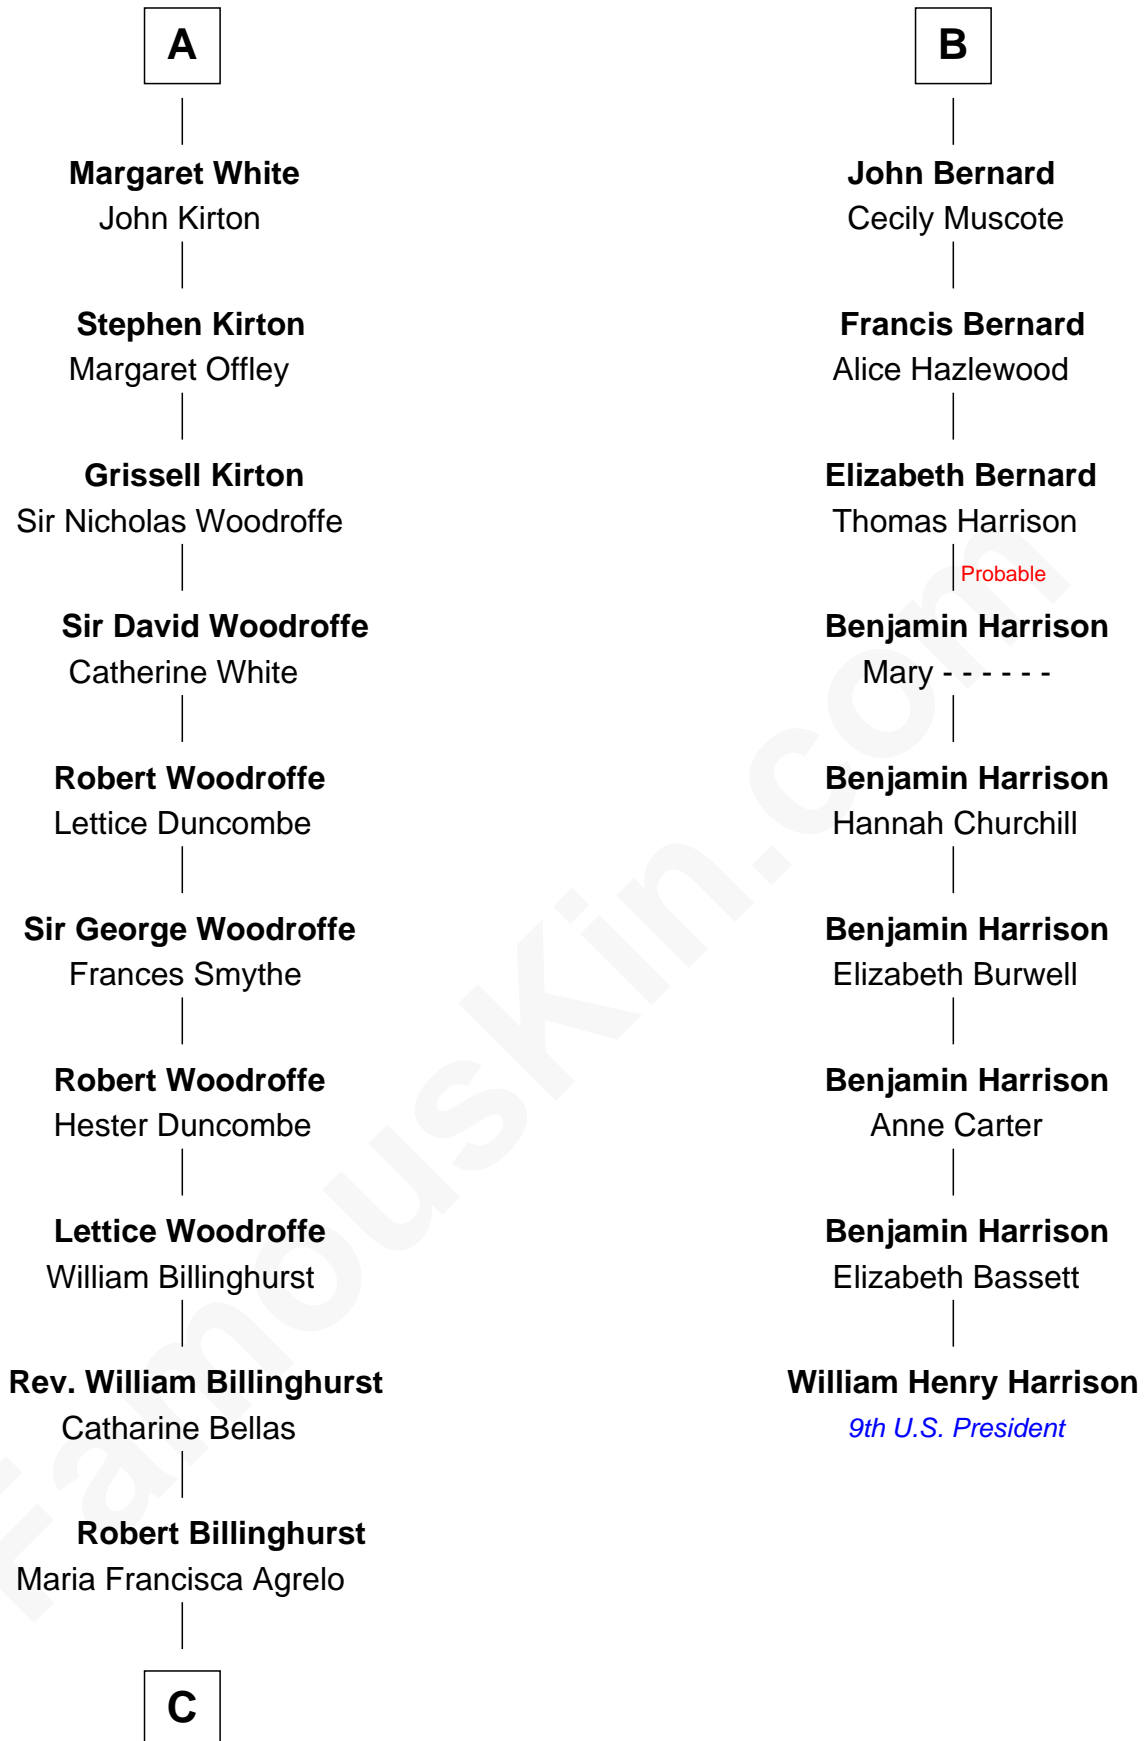 A
Margaret White
John Kirton
Stephen Kirton
Margaret Offley
Grissell Kirton
Sir Nicholas Woodroffe
Sir David Woodroffe
Catherine White
Robert Woodroffe
Lettice Duncombe
Sir George Woodroffe
Frances Smythe
Robert Woodroffe
Hester Duncombe
Lettice Woodroffe
William Billinghurst
Rev. William Billinghurst
Catharine Bellas
Robert Billinghurst
Maria Francisca Agrelo
C
B
John Bernard
Cecily Muscote
Francis Bernard
Alice Hazlewood
Elizabeth Bernard
Thomas Harrison
Probable
Benjamin Harrison
Mary - - - - - -
Benjamin Harrison
Hannah Churchill
Benjamin Harrison
Elizabeth Burwell
Benjamin Harrison
Anne Carter
Benjamin Harrison
Elizabeth Bassett
William Henry Harrison
9th U.S. President
FamousKin.com